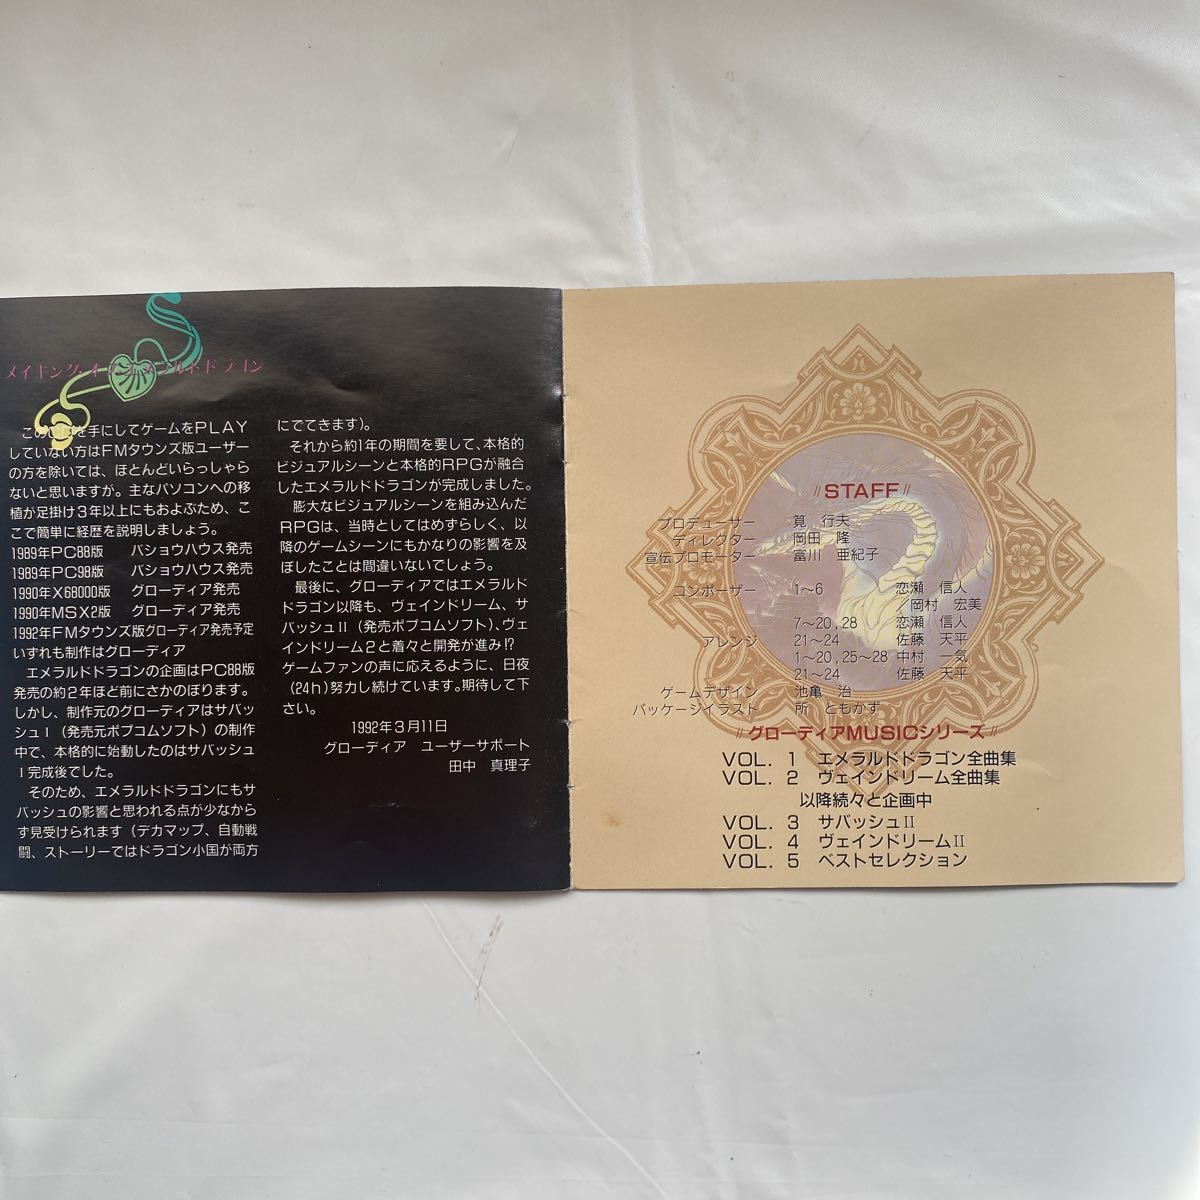 メイキング・オブ・エメラルドドラゴン
このCDを手にしてゲームをPLAY
していない方はFMタウンズ版ユーザー
の方を除いては、ほとんどいらっしゃら
ないと思いますが。主なパソコンへの移
植が足掛け3年以上にもおよぶため、こ
こで簡単に経歴を説明しましょう。
1989年PC88版 バショウハウス発売
1989年PC98版 バショウハウス発売
1990年X68000版 グローディア発売
1990年MSX2版 グローディア発売
1992年FMタウンズ版グローディア発売予定
いずれも制作はグローディア
エメラルドドラゴンの企画はPC88版
発売の約2年ほど前にさかのぼります。
しかし、制作元のグローディアはサバッ
シュⅠ(発売元ポプコムソフト)の制作
中で、本格的に始動したのはサバッシュ
Ⅰ完成後でした。
そのため、エメラルドドラゴンにもサ
バッシュの影響と思われる点が少なから
ず見受けられます(デカマップ、自動戦
闘、ストーリーではドラゴン小国が両方
にでてきます)。
それから約1年の期間を要して、本格的
ビジュアルシーンと本格的RPGが融合
したエメラルドドラゴンが完成しました。
膨大なビジュアルシーンを組み込んだ
RPGは、当時としてはめずらしく、以
降のゲームシーンにもかなりの影響を及
ぼしたことは間違いないでしょう。
最後に、グローディアではエメラルド
ドラゴン以降も、ヴェインドリーム、サ
バッシュⅡ(発売ポプコムソフト)、ヴェ
インドリーム2と着々と開発が進み!?
ゲームファンの声に応えるように、日夜
(24h)努力し続けています。期待して下
さい。
1992年3月11日
グローディア ユーザーサポート
田中 真理子
〃STAFF〃
プロデューサー 筧 行夫
ディレクター 岡田 隆
宣伝プロモーター 富川 亜紀子
コンポーザー 1〜6 恋瀬 信人
／岡村 宏美
7〜20,28 恋瀬 信人
21〜24 佐藤 天平
アレンジ 1〜20,25〜28 中村 一気
21〜24 佐藤 天平
ゲームデザイン 池亀 治
パッケージイラスト 所 ともかず
〃グローディアMUSICシリーズ〃
VOL. 1 エメラルドドラゴン全曲集
VOL. 2 ヴェインドリーム全曲集
以降続々と企画中
VOL. 3 サバッシュⅡ
VOL. 4 ヴェインドリームⅡ
VOL. 5 ベストセレクション